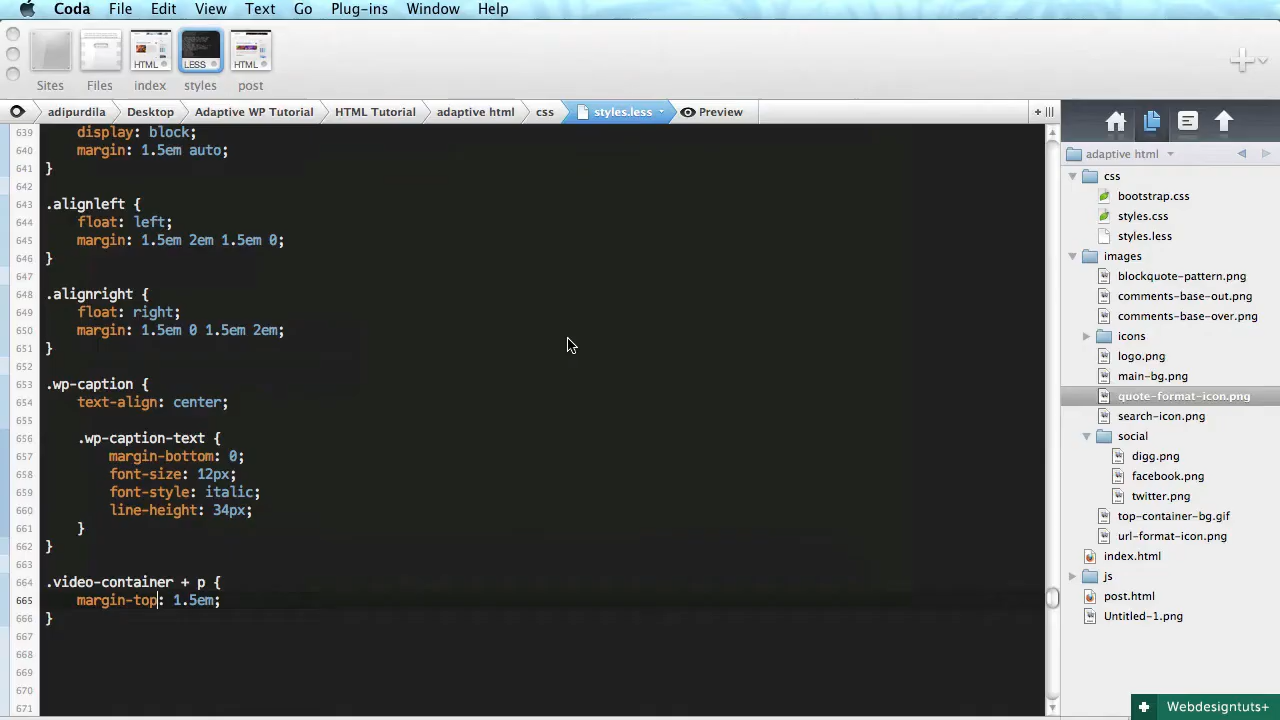 Coda File Edit View Text Go Plug-ins Window Help
HTML LESS HTML
Sites Files index styles post
adipurdila Desktop Adaptive WP Tutorial HTML Tutorial adaptive html css styles.less Preview
639 display: block;
640 margin: 1.5em auto;
641 }
642
643 .alignleft {
644 float: left;
645 margin: 1.5em 2em 1.5em 0;
646 }
647
648 .alignright {
649 float: right;
650 margin: 1.5em 0 1.5em 2em;
651 }
652
653 .wp-caption {
654 text-align: center;
655
656 .wp-caption-text {
657 margin-bottom: 0;
658 font-size: 12px;
659 font-style: italic;
660 line-height: 34px;
661 }
662 }
663
664 .video-container + p {
665 margin-top: 1.5em;
666 }
667
668
669
670
671
adaptive html
css
bootstrap.css
styles.css
styles.less
images
blockquote-pattern.png
comments-base-out.png
comments-base-over.png
icons
logo.png
main-bg.png
quote-format-icon.png
search-icon.png
social
digg.png
facebook.png
twitter.png
top-container-bg.gif
url-format-icon.png
index.html
js
post.html
Untitled-1.png
Webdesigntuts+